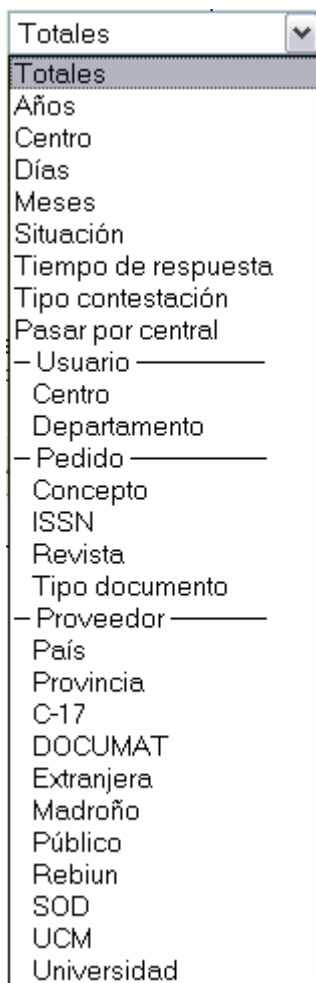 Totales
Totales
Años
Centro
Días
Meses
Situación
Tiempo de respuesta
Tipo contestación
Pasar por central
– Usuario ————
Centro
Departamento
– Pedido ————
Concepto
ISSN
Revista
Tipo documento
– Proveedor ————
País
Provincia
C-17
DOCUMAT
Extranjera
Madroño
Público
Rebiun
SOD
UCM
Universidad